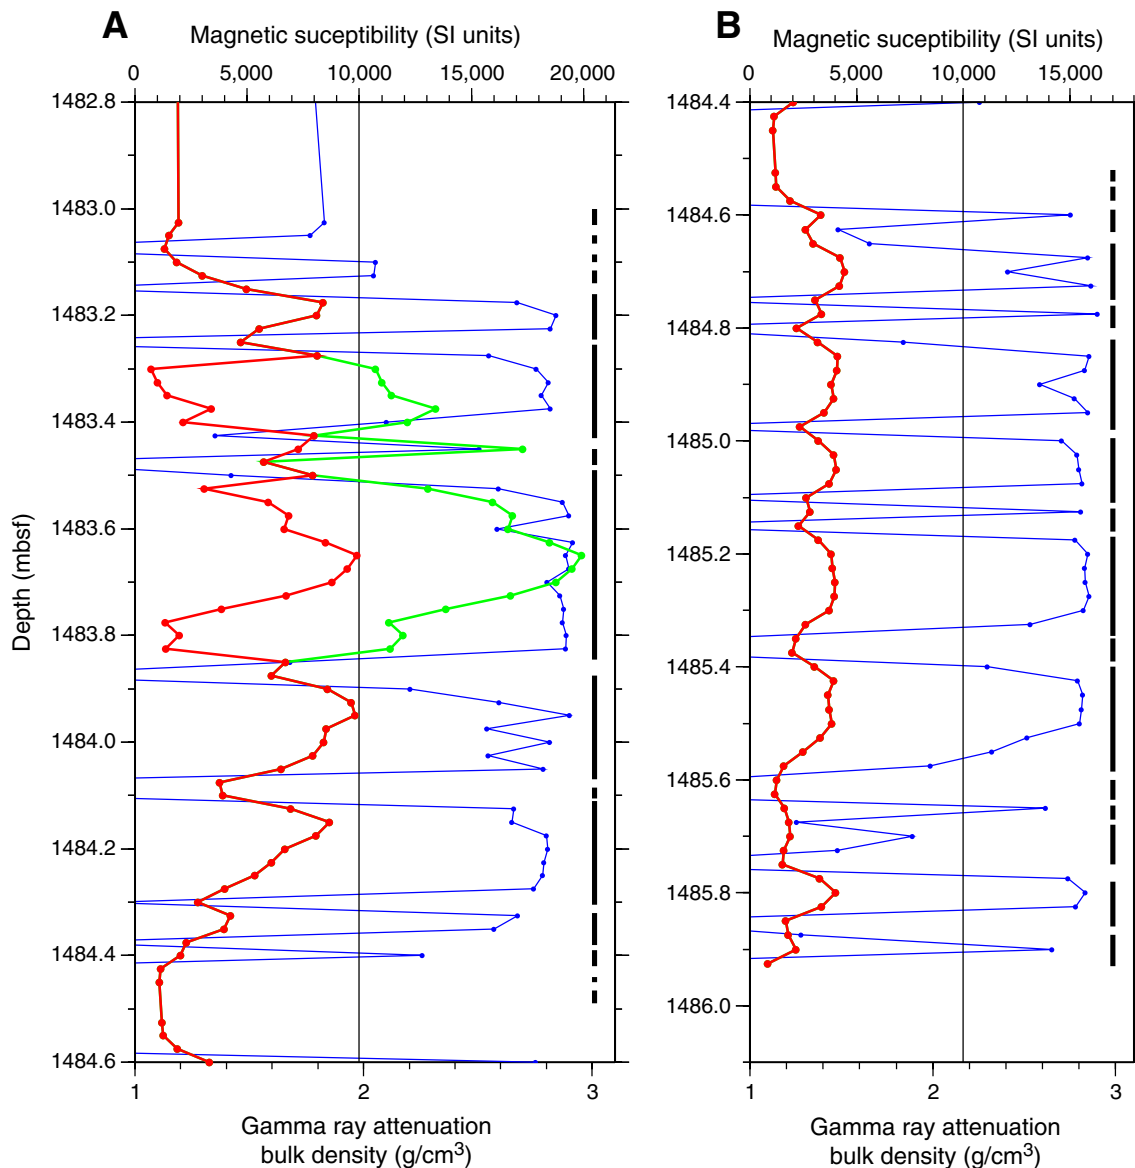 A
Magnetic suceptibility (SI units)
0 5,000 10,000 15,000 20,000
1482.8
1483.0
1483.2
1483.4
1483.6
1483.8
1484.0
1484.2
1484.4
1484.6
Depth (mbsf)
1 2 3
Gamma ray attenuation
bulk density (g/cm3)
B
Magnetic suceptibility (SI units)
0 5,000 10,000 15,000
1484.4
1484.6
1484.8
1485.0
1485.2
1485.4
1485.6
1485.8
1486.0
1 2 3
Gamma ray attenuation
bulk density (g/cm3)